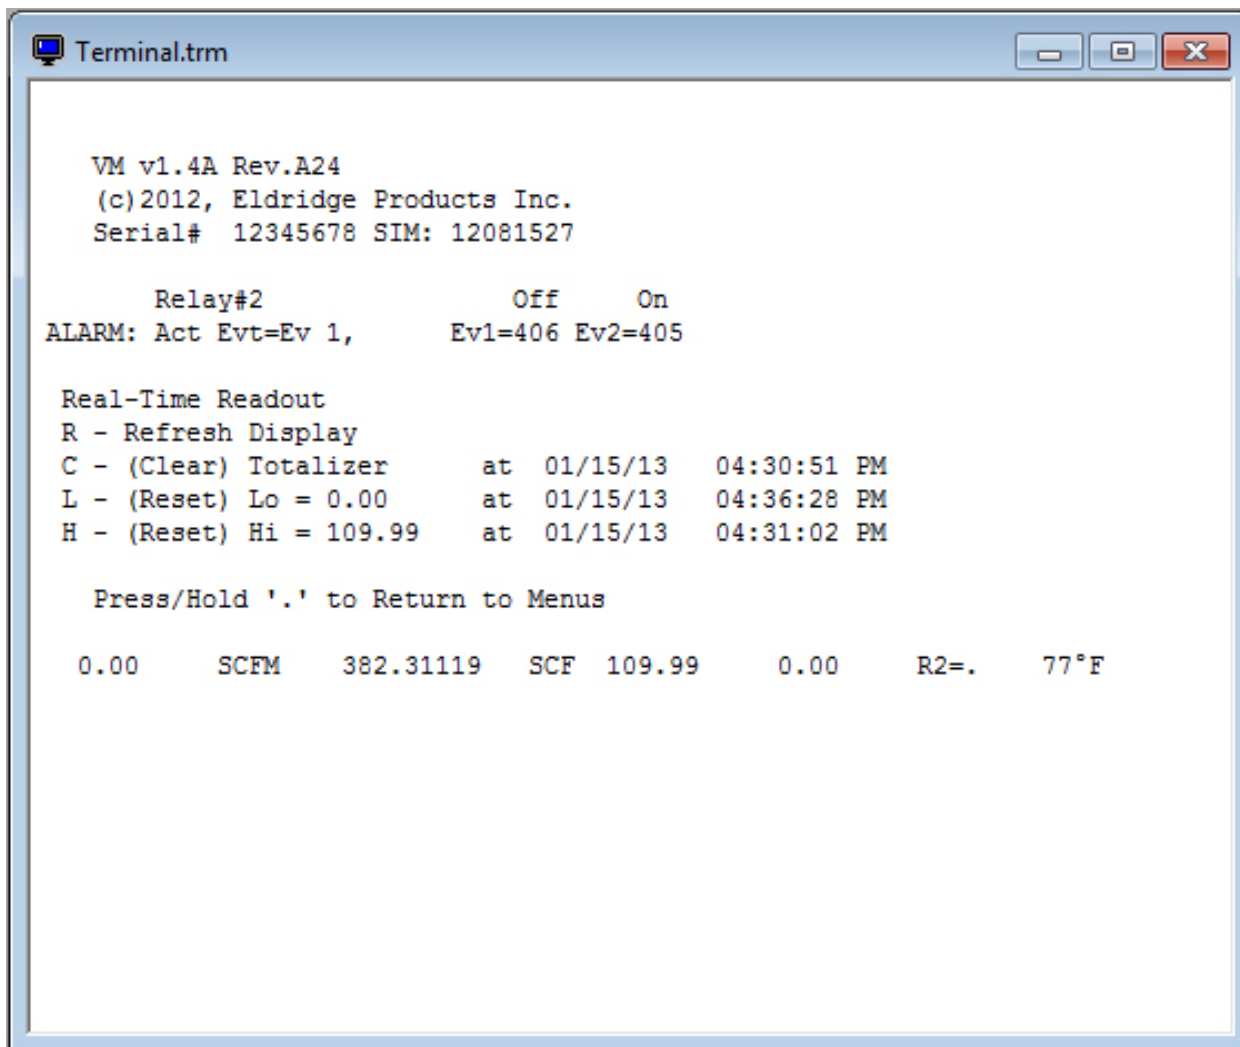 Terminal.trm
VM v1.4A Rev.A24
(c)2012, Eldridge Products Inc.
Serial# 12345678 SIM: 12081527
Relay#2 Off On
ALARM: Act Evt=Ev 1, Ev1=406 Ev2=405
Real-Time Readout
R - Refresh Display
C - (Clear) Totalizer at 01/15/13 04:30:51 PM
L - (Reset) Lo = 0.00 at 01/15/13 04:36:28 PM
H - (Reset) Hi = 109.99 at 01/15/13 04:31:02 PM
Press/Hold '.' to Return to Menus
0.00 SCFM 382.31119 SCF 109.99 0.00 R2=. 77°F